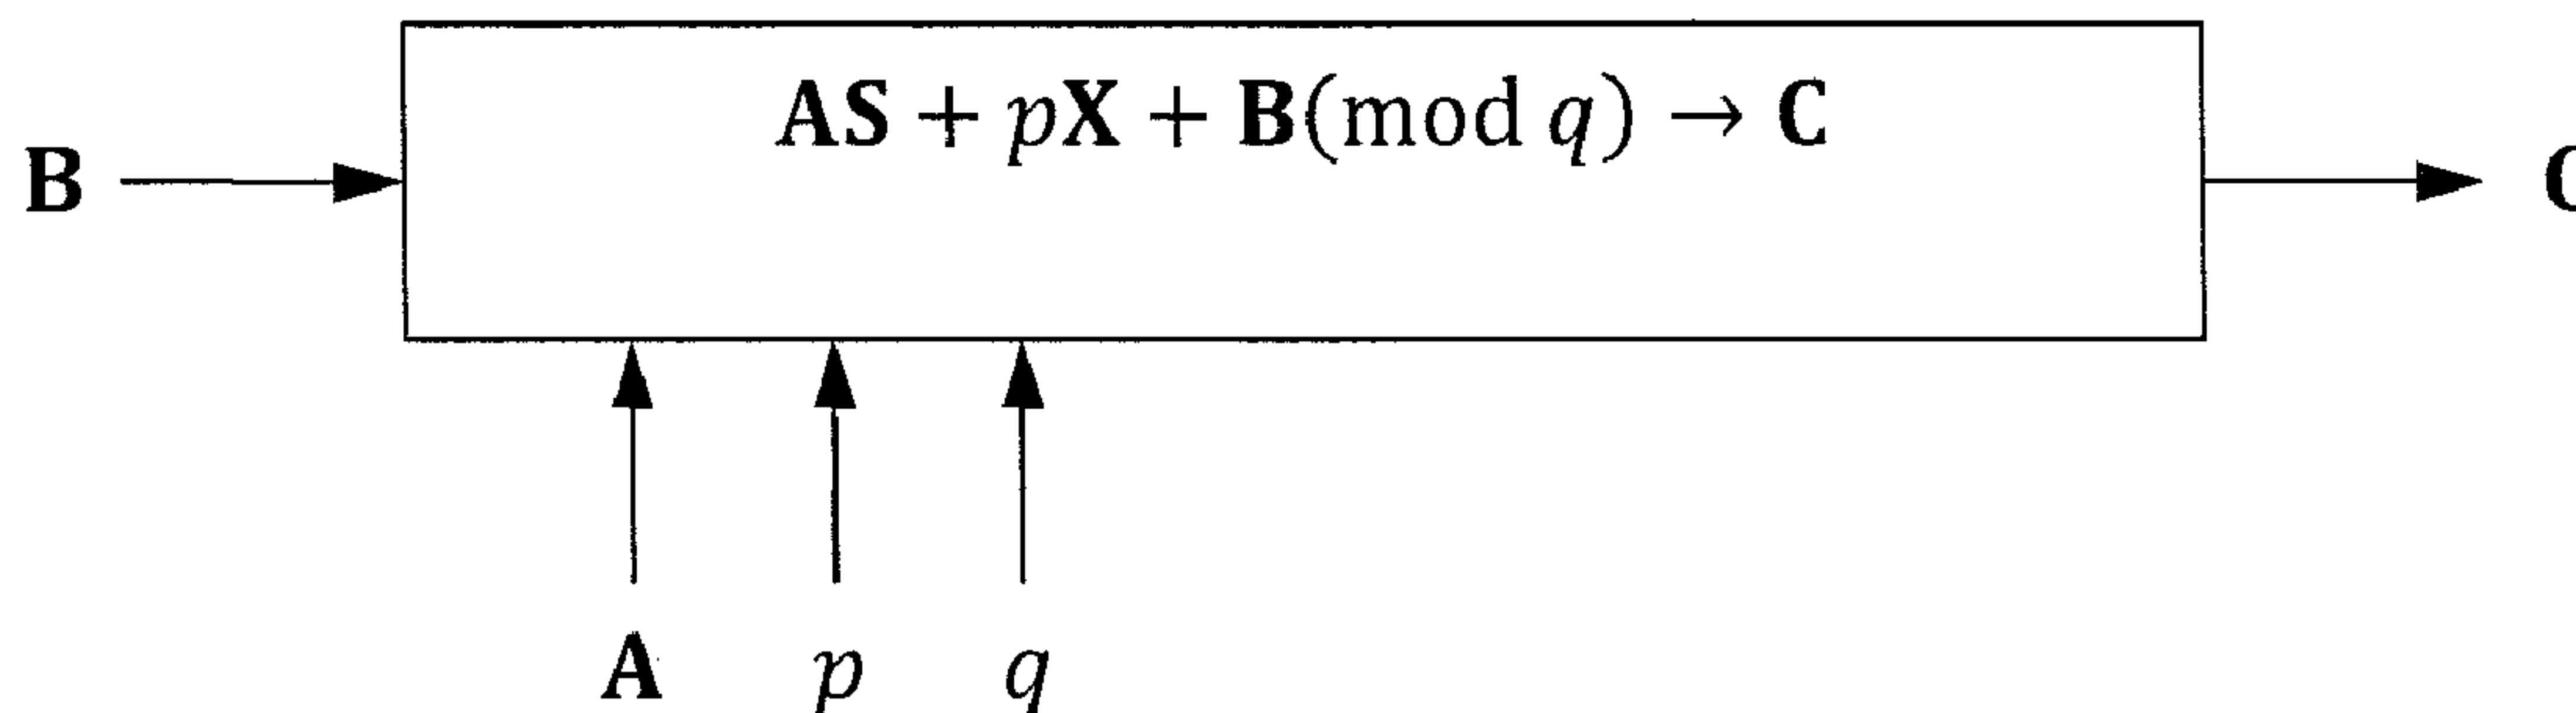 AS + pX + B(mod q) → C
B
C
A p q